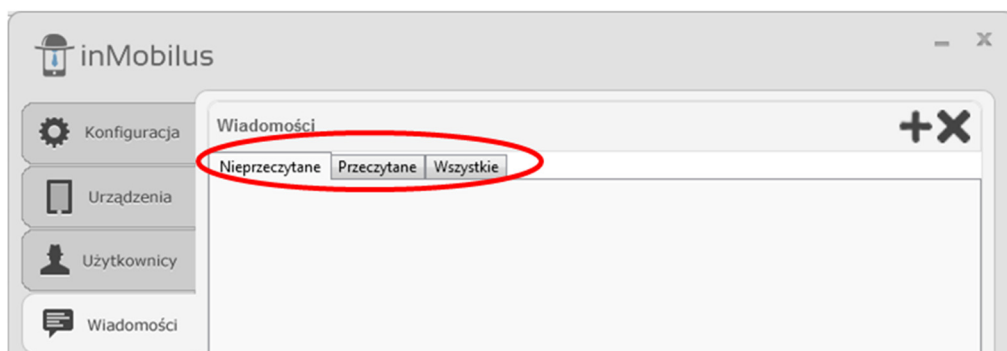 inMobilus
Konfiguracja
Urządzenia
Użytkownicy
Wiadomości
Wiadomości
Nieprzeczytane Przeczytane Wszystkie